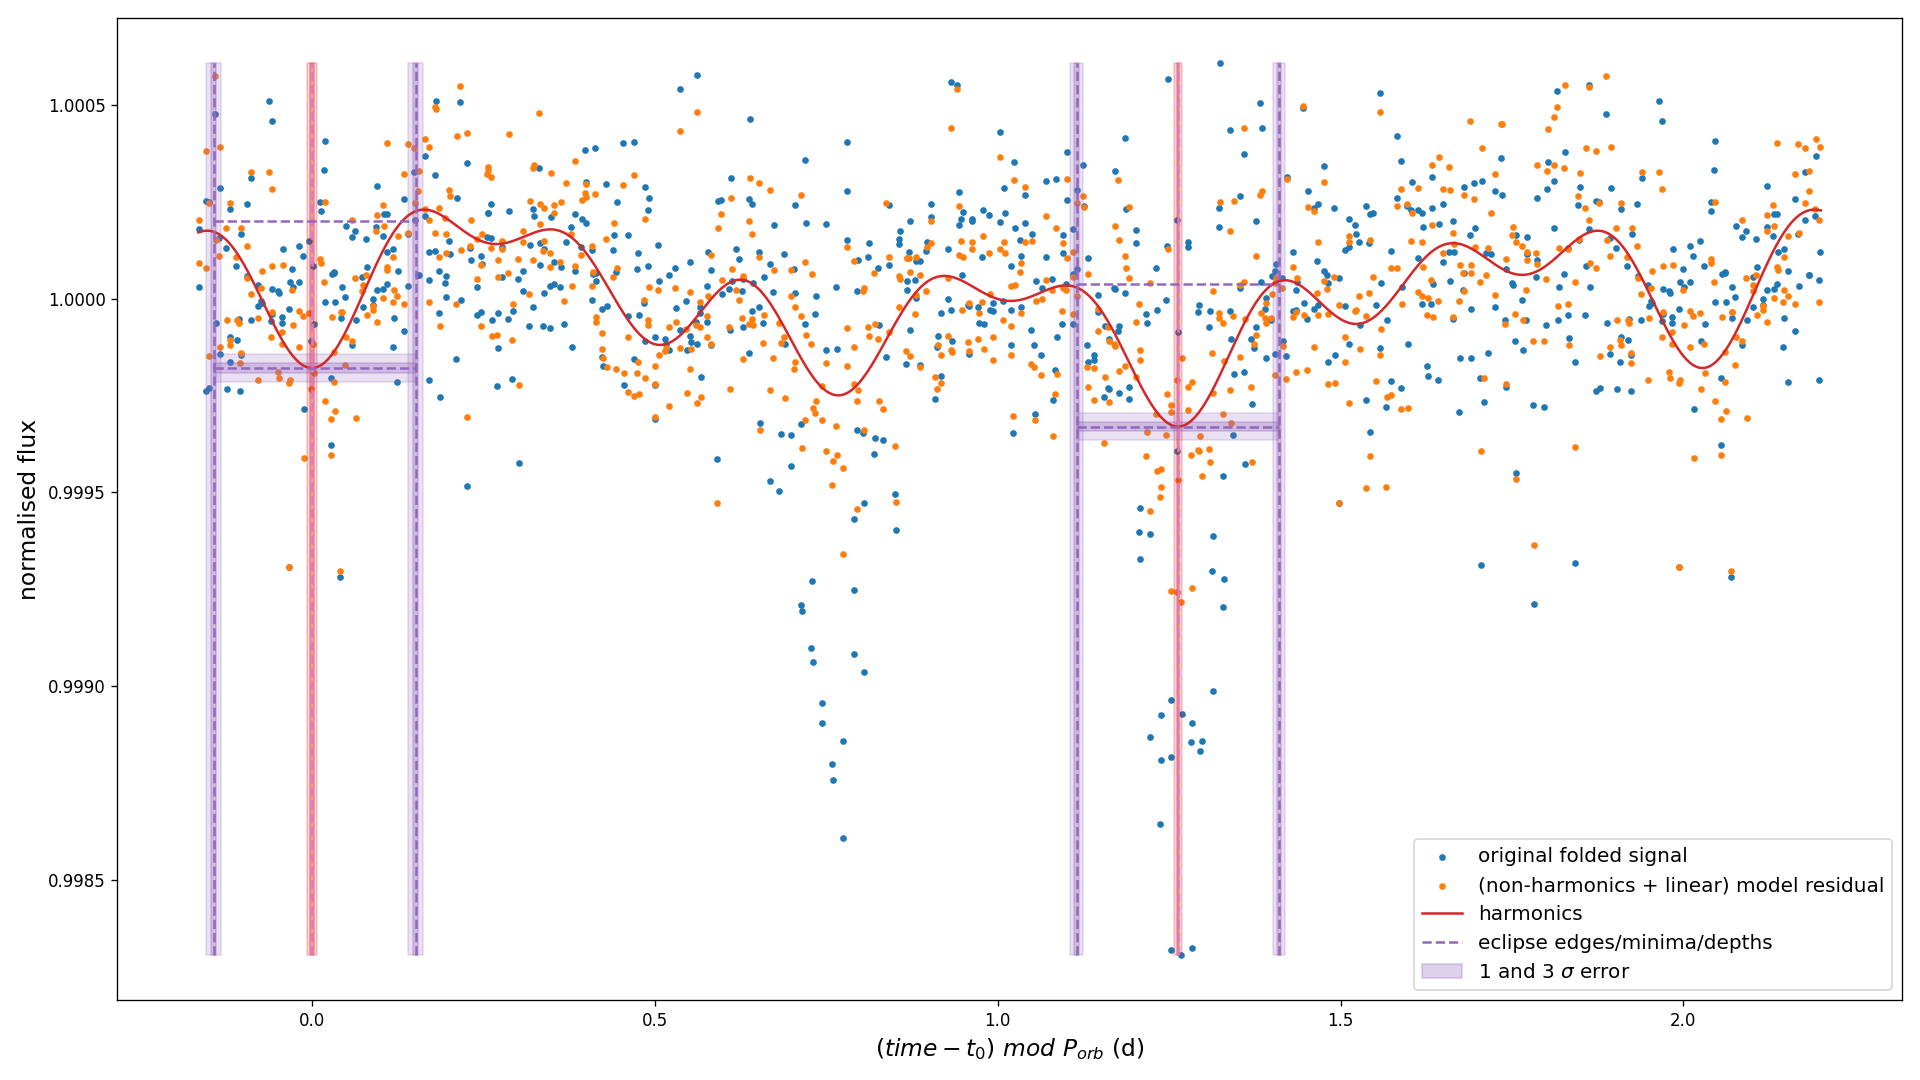 normalised flux
1.0005
1.0000
0.9995
0.9990
0.9985
0.0
0.5
1.0
1.5
2.0
(time − t₀) mod P_orb (d)
original folded signal
(non-harmonics + linear) model residual
harmonics
eclipse edges/minima/depths
1 and 3 σ error